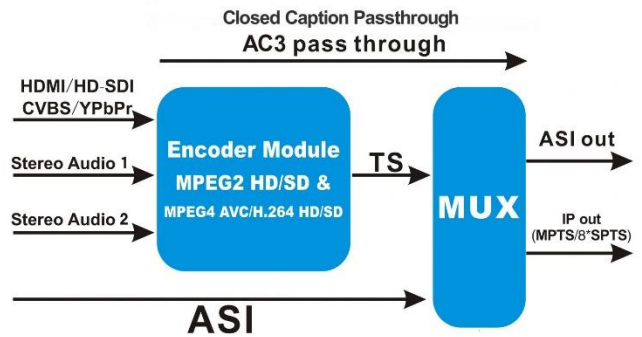 Closed Caption Passthrough
AC3 pass through
HDMI/HD-SDI
CVBS/YPbPr
Stereo Audio 1
Stereo Audio 2
Encoder Module
MPEG2 HD/SD &
MPEG4 AVC/H.264 HD/SD
TS
MUX
ASI out
IP out
(MPTS/8*SPTS)
ASI